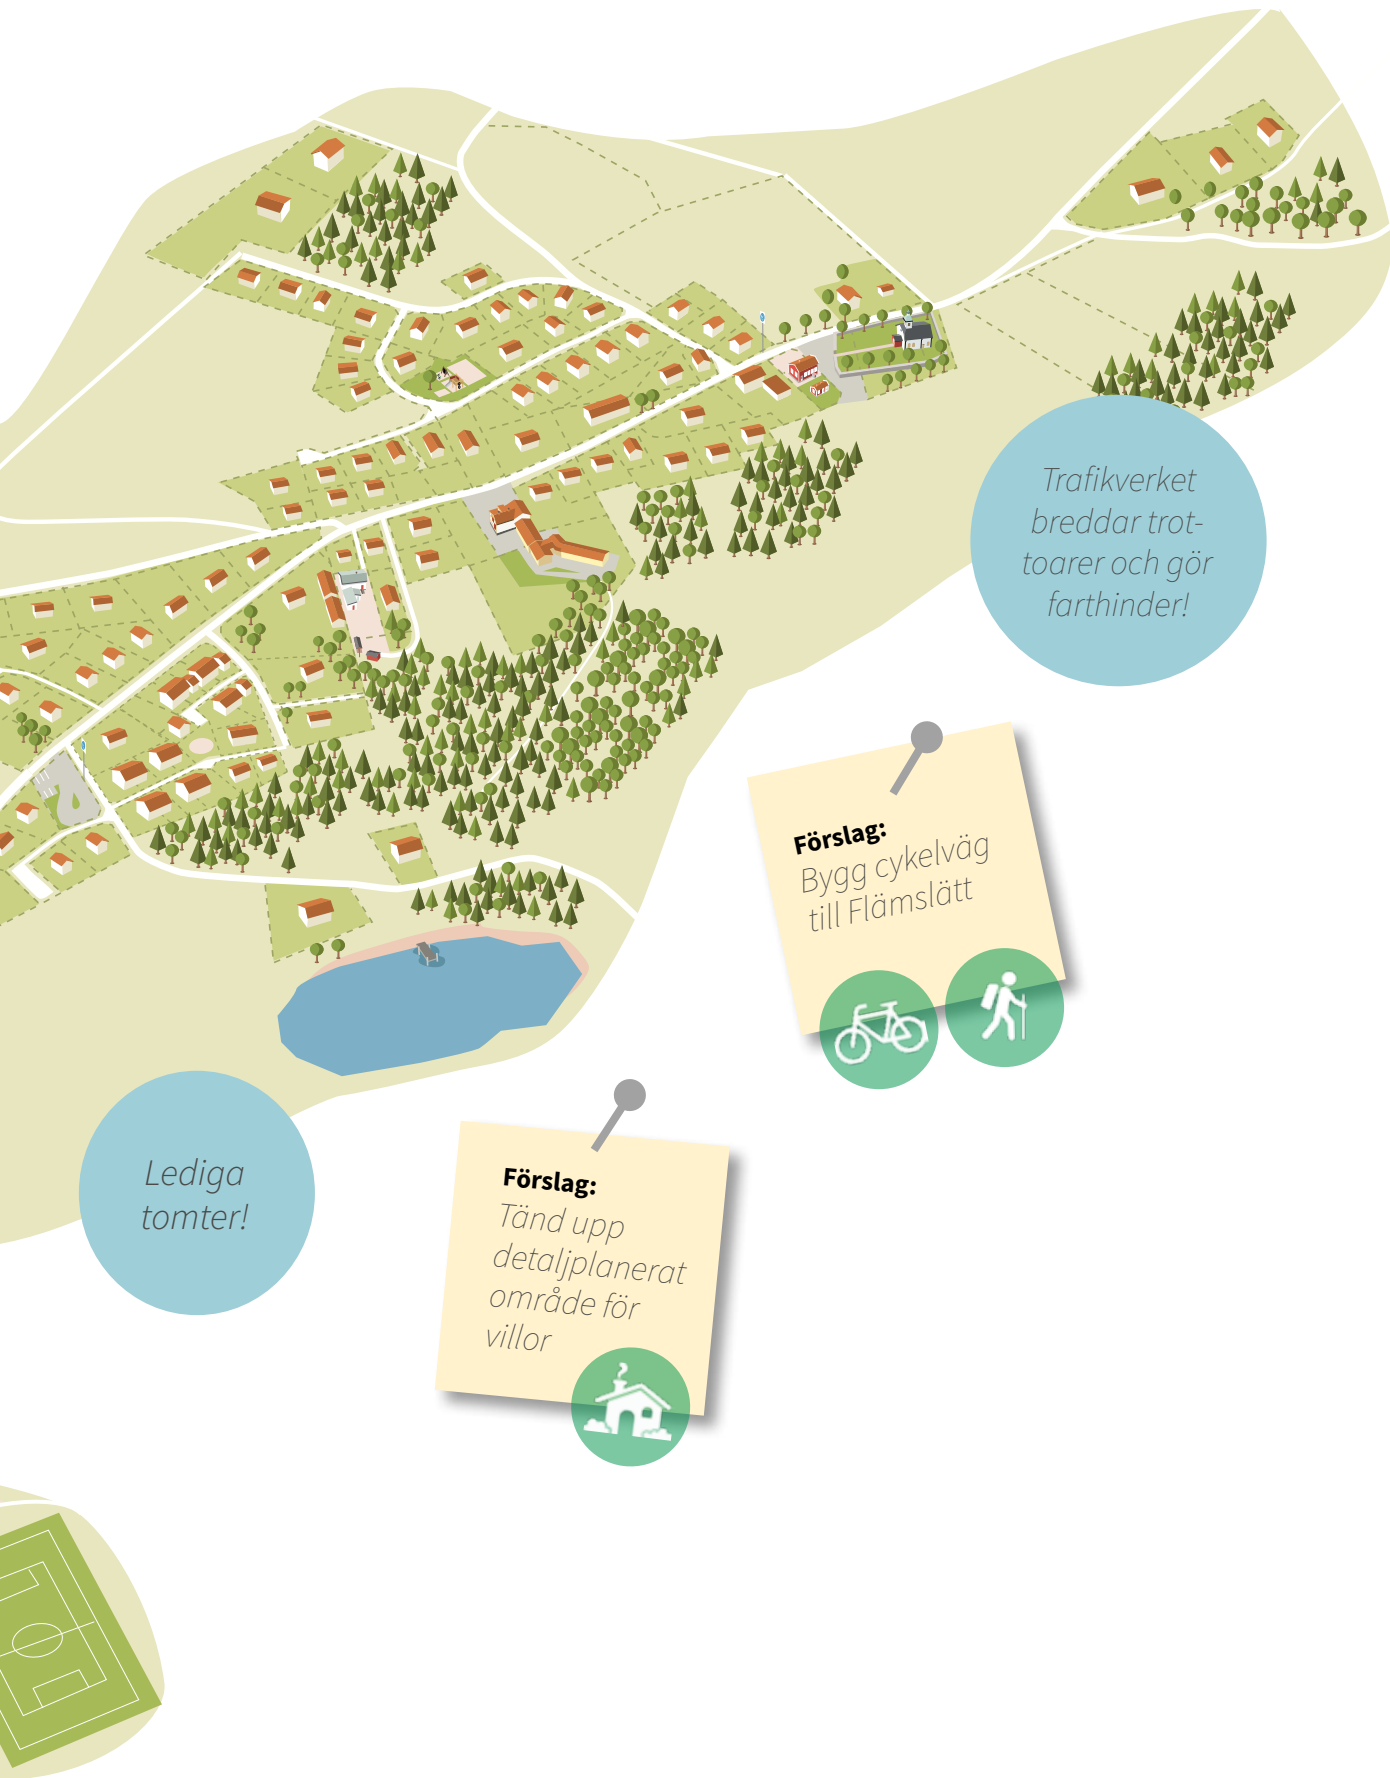 Trafikverket
breddar trot-
toarer och gör
farthinder!
Förslag:
Bygg cykelväg
till Flämslätt
Lediga
tomter!
Förslag:
Tänd upp
detaljplanerat
område för
villor